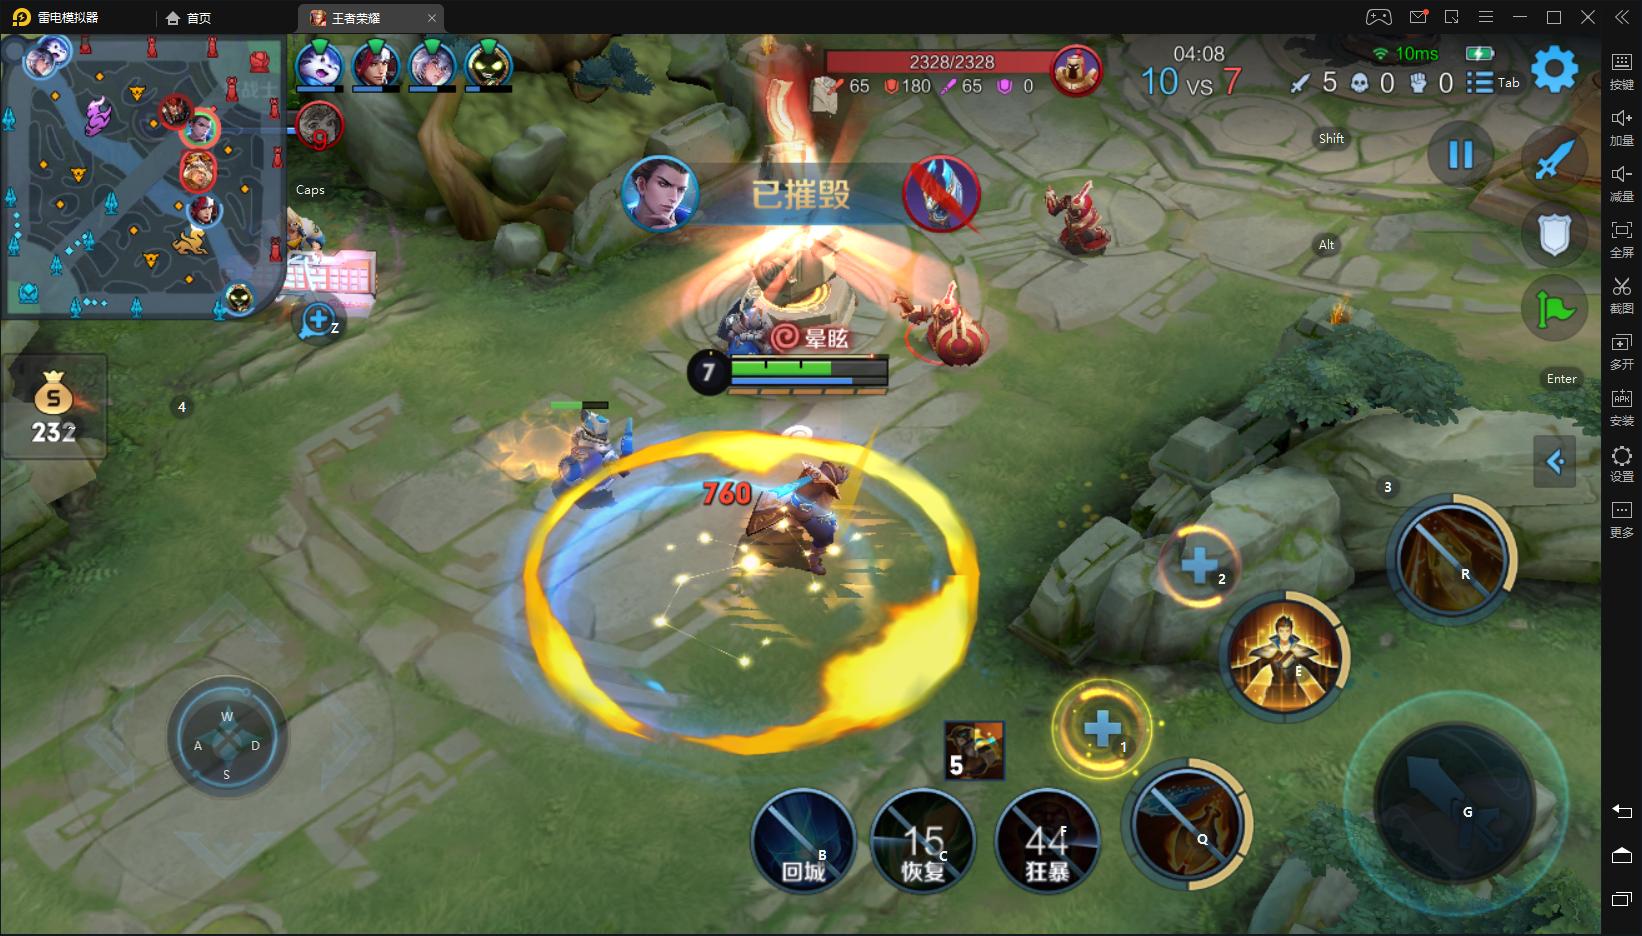 雷电模拟器
首页
王者荣耀
2328/2328
65
180
65
0
04:08
10 VS 7
10ms
5
0
0
Tab
9
Caps
已摧毁
Shift
Alt
Enter
Z
晕眩
7
232
4
760
3
2
R
E
1
5
W
A
D
S
B
回城
15
C
恢复
44
F
狂暴
Q
G
按键
加量
减量
全屏
截图
多开
APK
安装
设置
更多